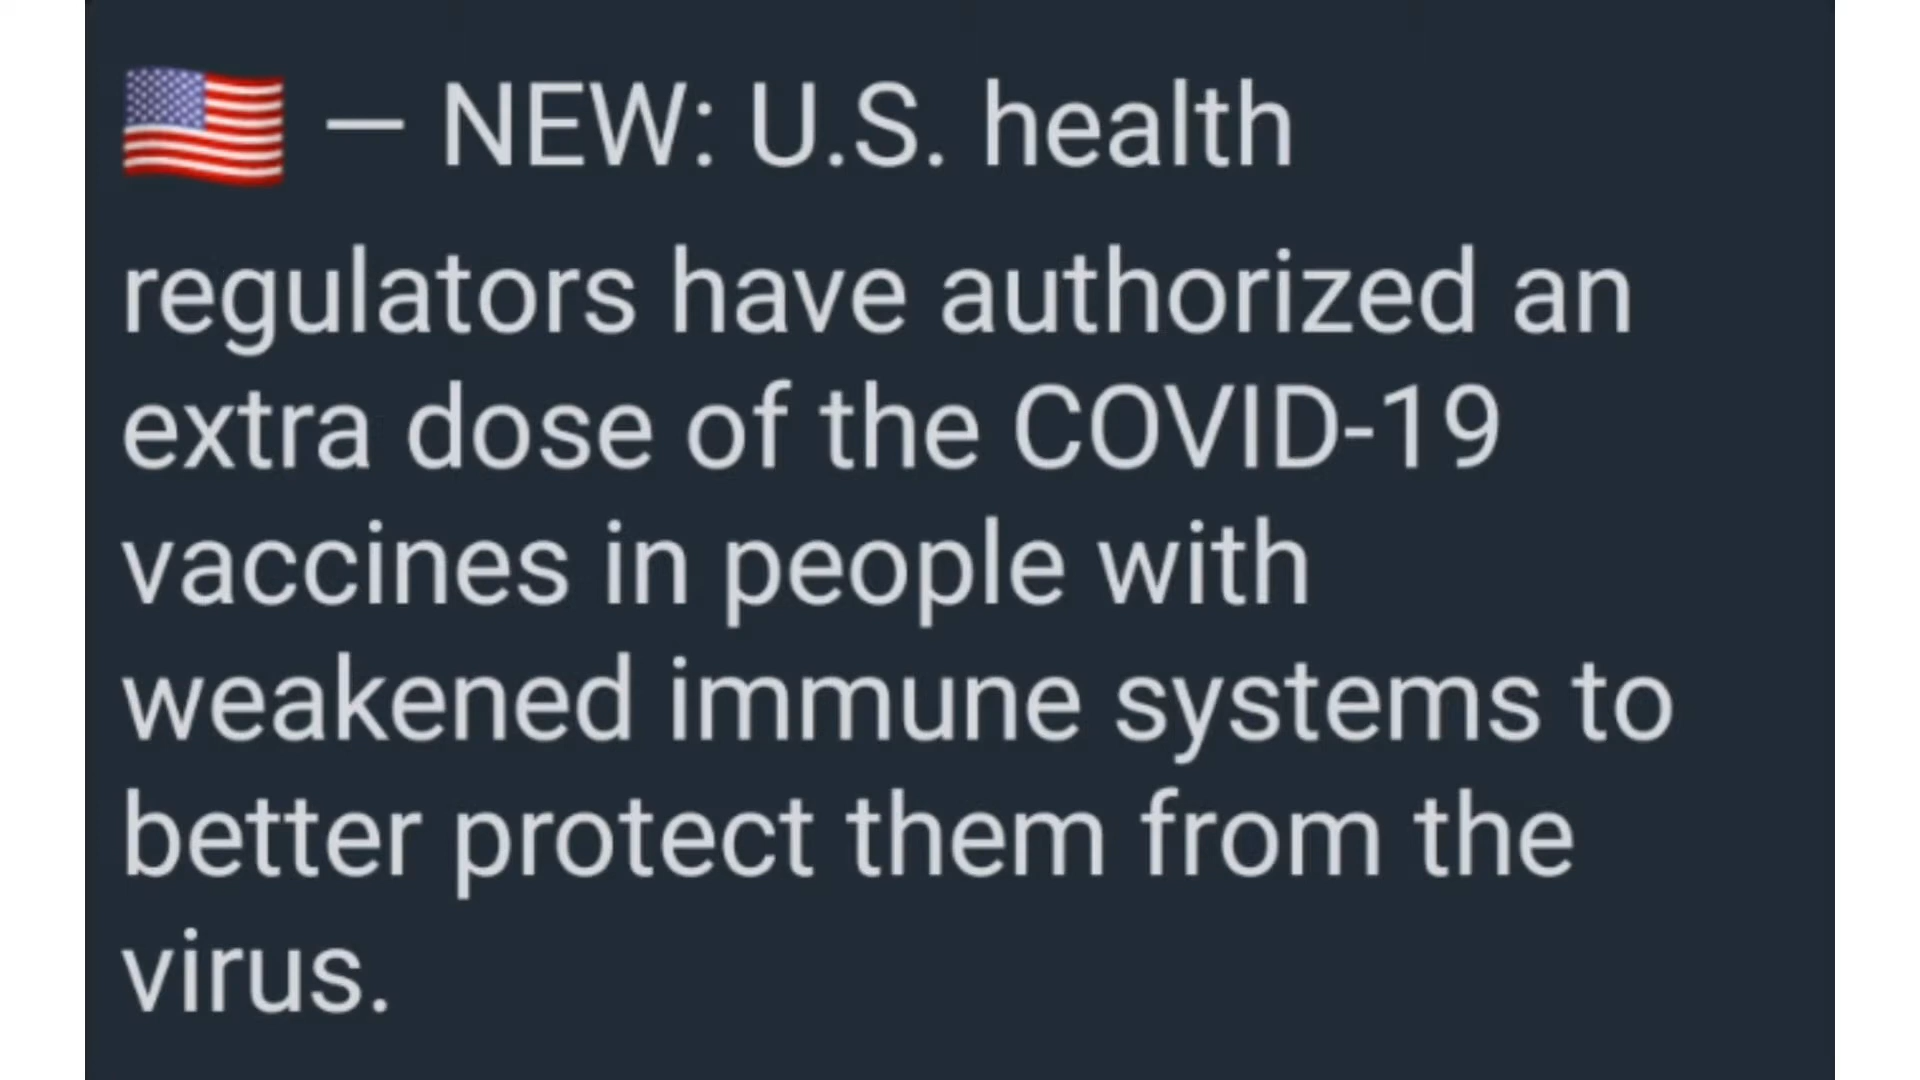 🇺🇸 — NEW: U.S. health
regulators have authorized an
extra dose of the COVID-19
vaccines in people with
weakened immune systems to
better protect them from the
virus.